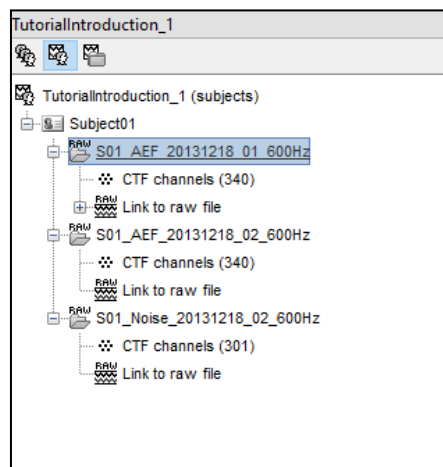 TutorialIntroduction_1
TutorialIntroduction_1 (subjects)
Subject01
RAW S01_AEF_20131218_01_600Hz
CTF channels (340)
RAW Link to raw file
RAW S01_AEF_20131218_02_600Hz
CTF channels (340)
RAW Link to raw file
RAW S01_Noise_20131218_02_600Hz
CTF channels (301)
RAW Link to raw file